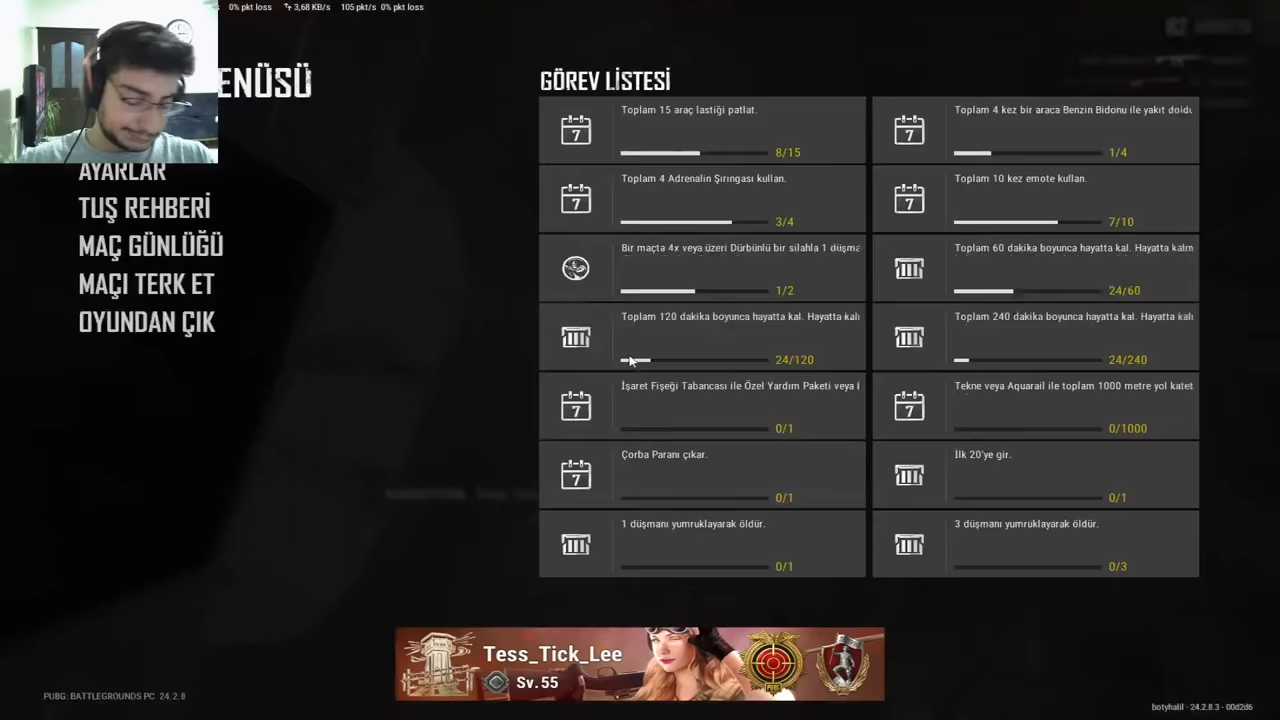 0% pkt loss 3,68 KB/s 105 pkt/s 0% pkt loss
ENÜSÜ
AYARLAR
TUŞ REHBERİ
MAÇ GÜNLÜĞÜ
MAÇI TERK ET
OYUNDAN ÇIK
GÖREV LİSTESİ
Toplam 15 araç lastiği patlat.
8/15
Toplam 4 kez bir araca Benzin Bidonu ile yakıt doldu
1/4
Toplam 4 Adrenalin Şırıngası kullan.
3/4
Toplam 10 kez emote kullan.
7/10
Bir maçta 4x veya üzeri Dürbünlü bir silahla 1 düşma
1/2
Toplam 60 dakika boyunca hayatta kal. Hayatta kalm
24/60
Toplam 120 dakika boyunca hayatta kal. Hayatta kalı
24/120
Toplam 240 dakika boyunca hayatta kal. Hayatta kalı
24/240
İşaret Fişeği Tabancası ile Özel Yardım Paketi veya
0/1
Tekne veya Aquarail ile toplam 1000 metre yol katet
0/1000
Çorba Paranı çıkar.
0/1
İlk 20'ye gir.
0/1
1 düşmanı yumruklayarak öldür.
0/1
3 düşmanı yumruklayarak öldür.
0/3
Tess_Tick_Lee
Sv.55
PUBG: BATTLEGROUNDS PC 24.2.8
botyhalil - 24.2.8.3 - 00d2d6